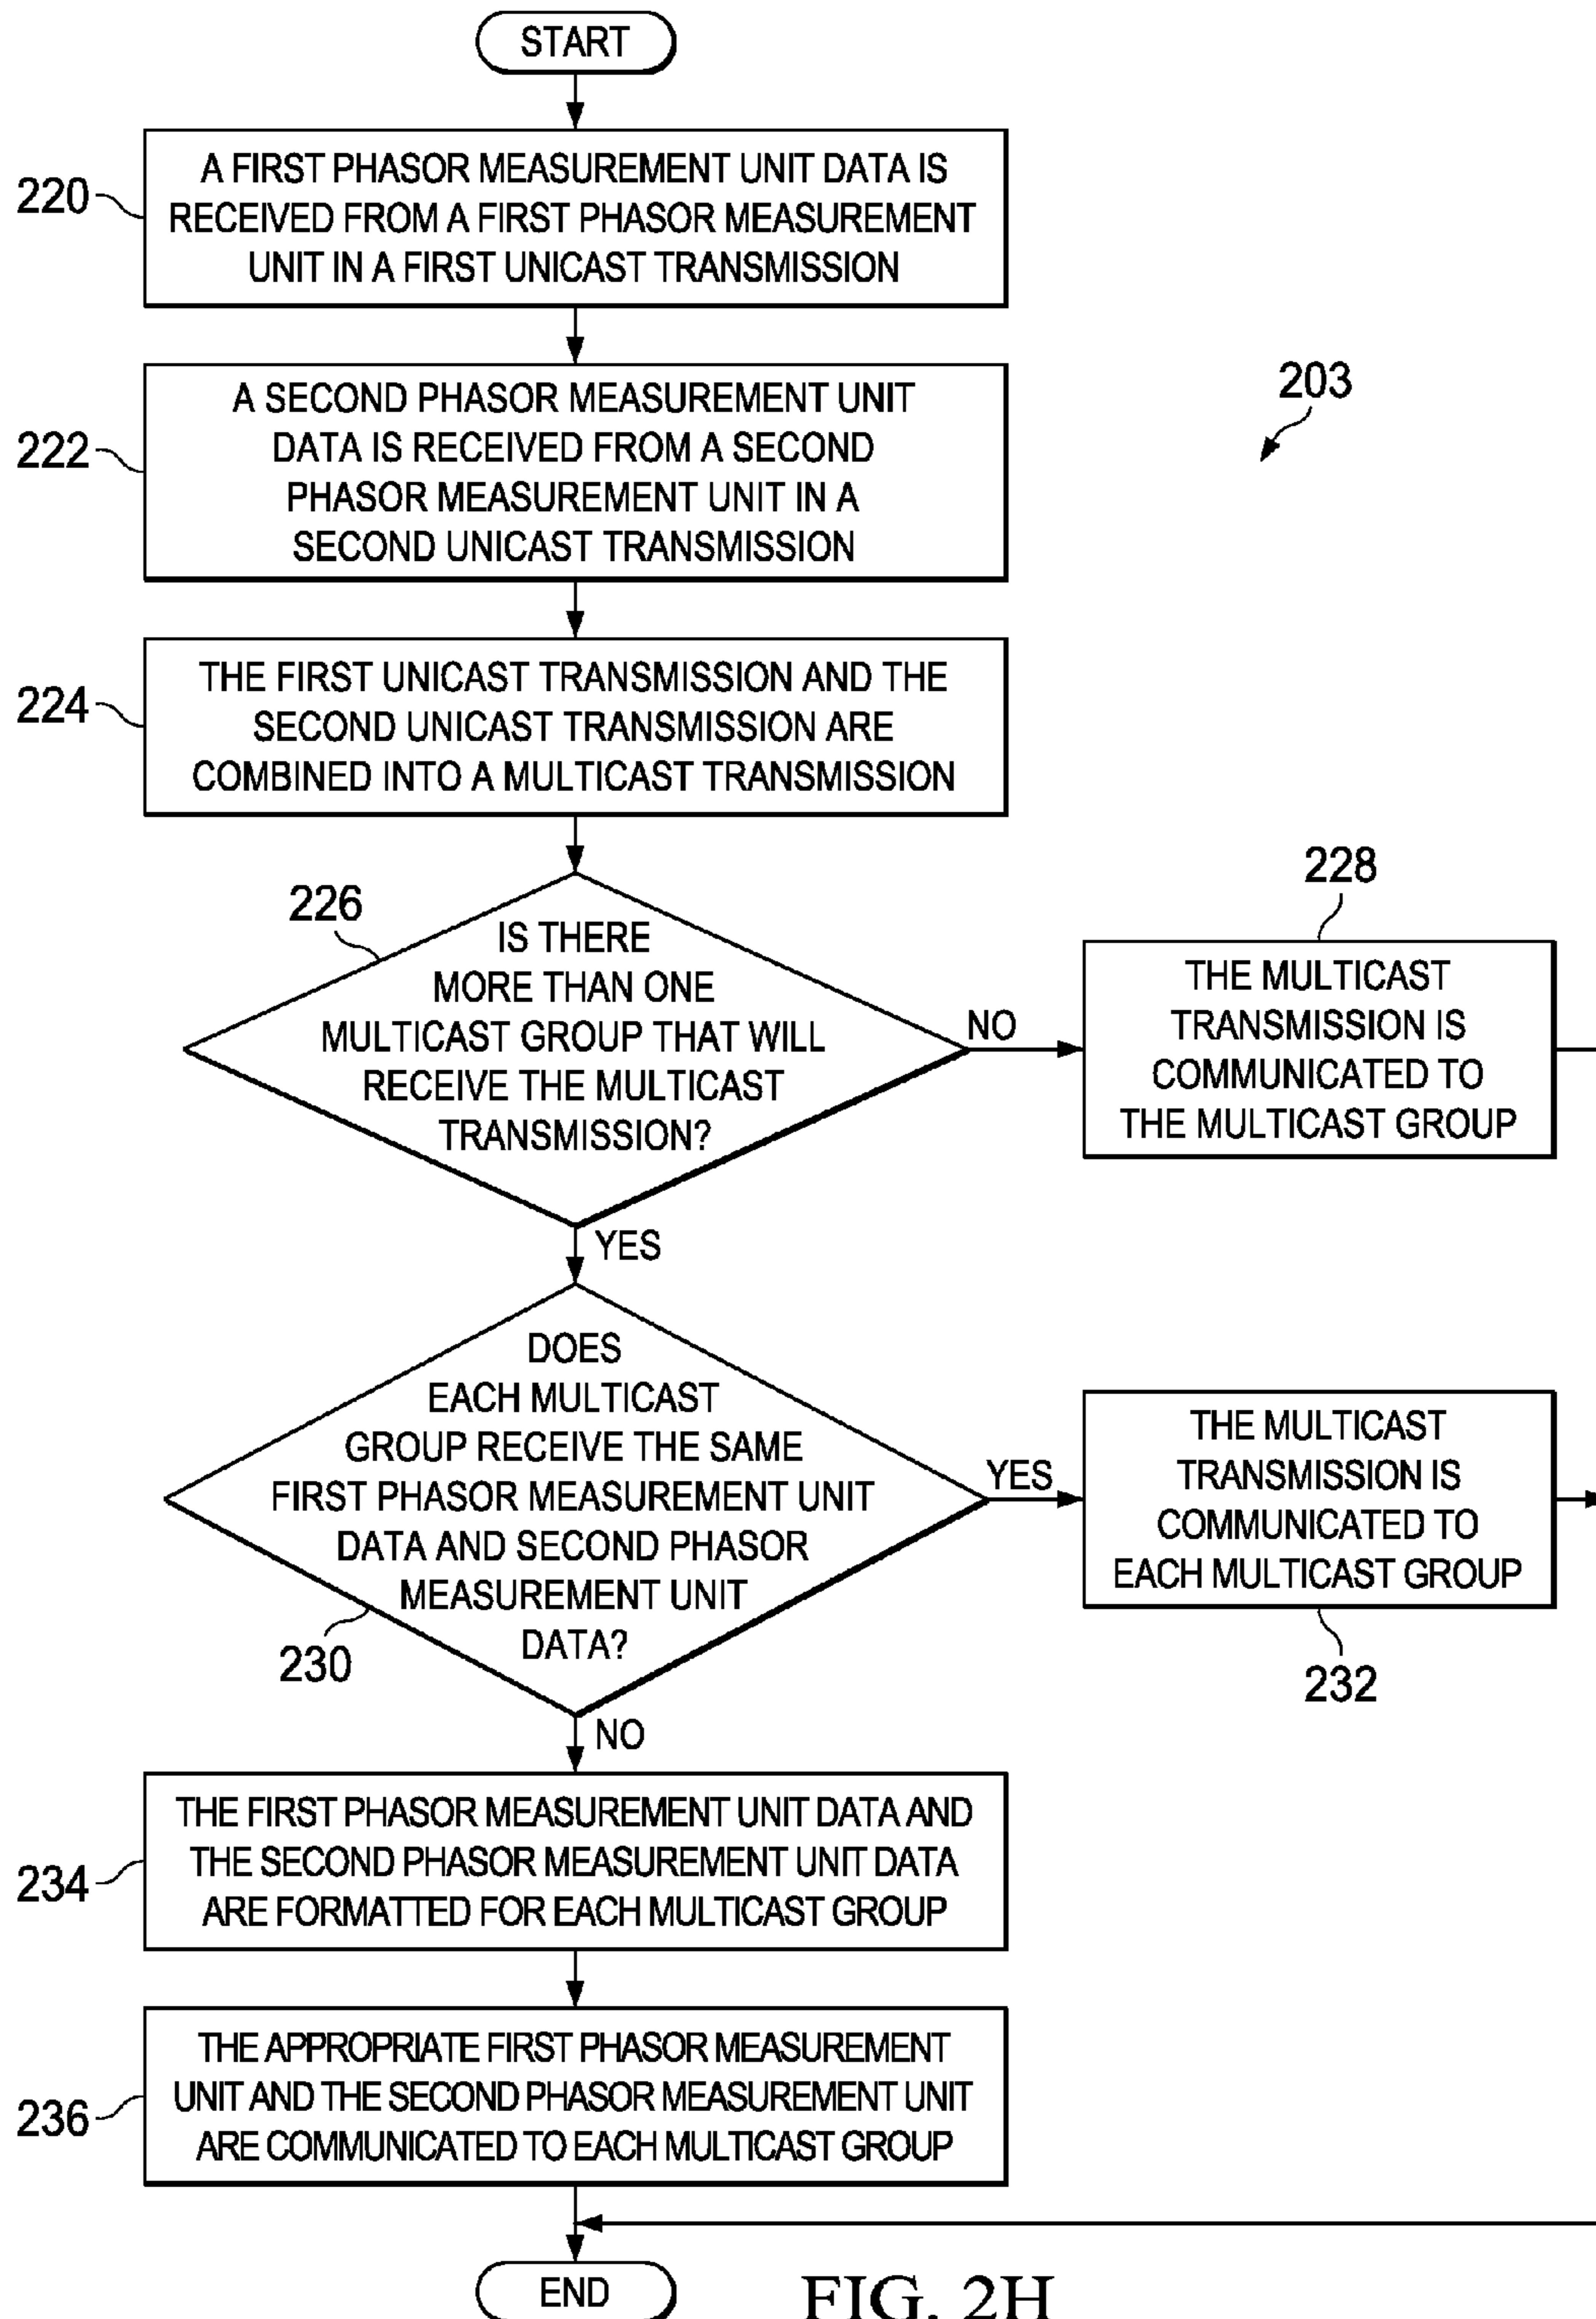 START
220
A FIRST PHASOR MEASUREMENT UNIT DATA IS
RECEIVED FROM A FIRST PHASOR MEASUREMENT
UNIT IN A FIRST UNICAST TRANSMISSION
203
222
A SECOND PHASOR MEASUREMENT UNIT
DATA IS RECEIVED FROM A SECOND
PHASOR MEASUREMENT UNIT IN A
SECOND UNICAST TRANSMISSION
224
THE FIRST UNICAST TRANSMISSION AND THE
SECOND UNICAST TRANSMISSION ARE
COMBINED INTO A MULTICAST TRANSMISSION
226
IS THERE
MORE THAN ONE
MULTICAST GROUP THAT WILL
RECEIVE THE MULTICAST
TRANSMISSION?
NO
228
THE MULTICAST
TRANSMISSION IS
COMMUNICATED TO
THE MULTICAST GROUP
YES
DOES
EACH MULTICAST
GROUP RECEIVE THE SAME
FIRST PHASOR MEASUREMENT UNIT
DATA AND SECOND PHASOR
MEASUREMENT UNIT
DATA?
230
YES
THE MULTICAST
TRANSMISSION IS
COMMUNICATED TO
EACH MULTICAST GROUP
232
NO
234
THE FIRST PHASOR MEASUREMENT UNIT DATA AND
THE SECOND PHASOR MEASUREMENT UNIT DATA
ARE FORMATTED FOR EACH MULTICAST GROUP
236
THE APPROPRIATE FIRST PHASOR MEASUREMENT
UNIT AND THE SECOND PHASOR MEASUREMENT UNIT
ARE COMMUNICATED TO EACH MULTICAST GROUP
END
FIG. 2H